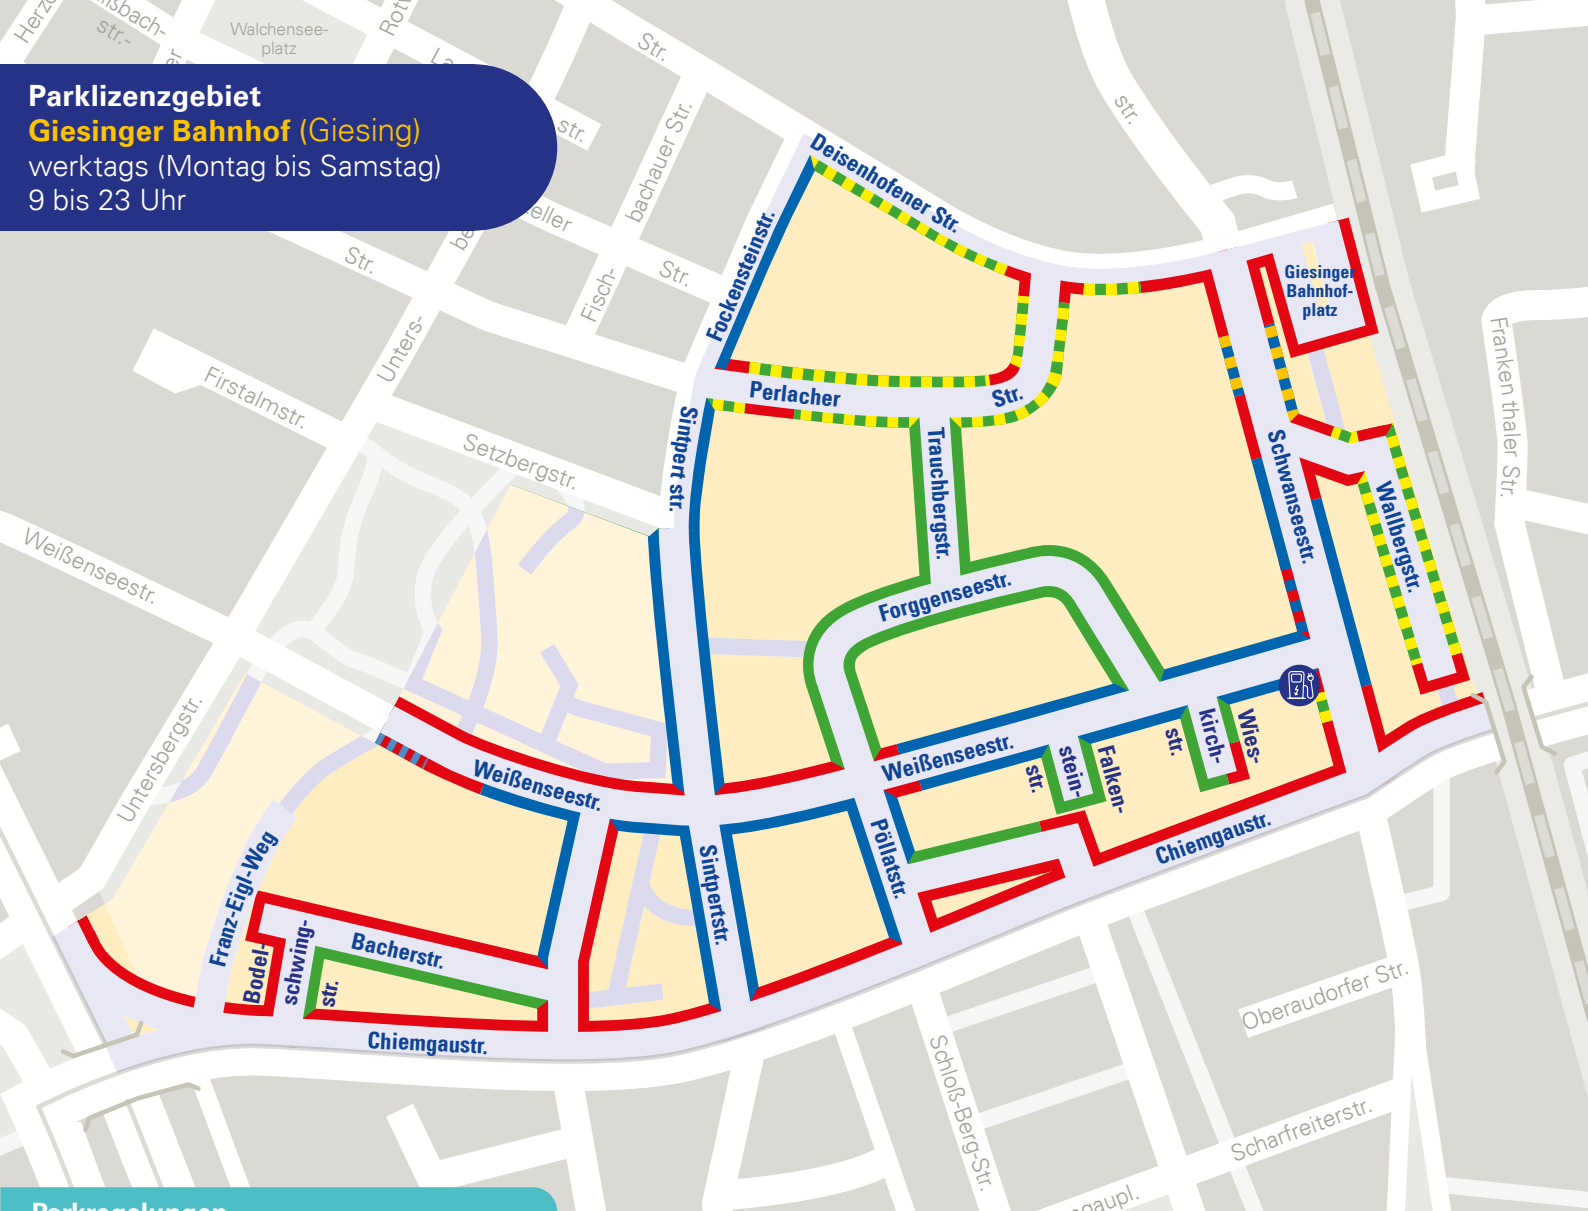 Parklizenzgebiet
Giesinger Bahnhof (Giesing)
werktags (Montag bis Samstag)
9 bis 23 Uhr
Walchensee-
platz
str.-
Str.
str.
str.
bachauer Str.
Fisch-
Str.
Str.
Unters-
Firstalmstr.
Setzbergstr.
Weißenseestr.
Untersbergstr.
Deisenhofener Str.
Fockensteinstr.
Perlacher
Str.
Sintpert str.
Trauchbergstr.
Forggenseestr.
Giesinger
Bahnhof-
platz
Schwanseestr.
Wallbergstr.
Franken thaler Str.
Weißenseestr.
Weißenseestr.
Falken-
stein-
str.
Wies-
kirch-
str.
Pöllatstr.
Sintpertstr.
Chiemgaustr.
Franz-Eigl-Weg
Bacherstr.
Bodel-
schwing-
str.
Chiemgaustr.
Oberaudorfer Str.
Schloß-Berg-Str.
Scharfreiterstr.
Parkregelungen